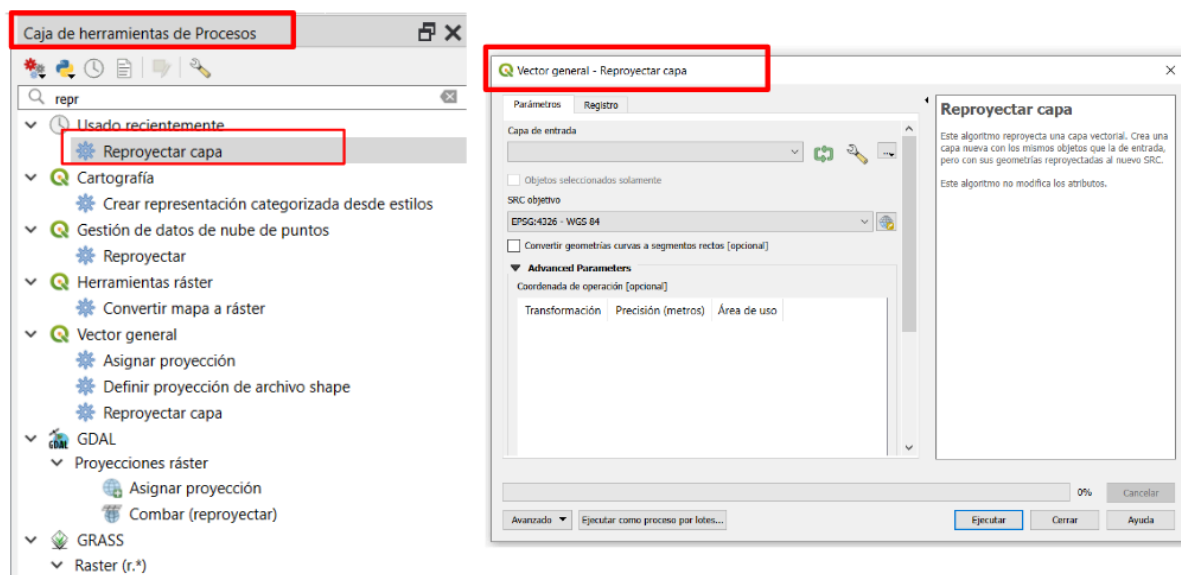 Caja de herramientas de Procesos
repr
Usado recientemente
Reproyectar capa
Cartografía
Crear representación categorizada desde estilos
Gestión de datos de nube de puntos
Reproyectar
Herramientas ráster
Convertir mapa a ráster
Vector general
Asignar proyección
Definir proyección de archivo shape
Reproyectar capa
GDAL
GDAL
Proyecciones ráster
Asignar proyección
Combar (reproyectar)
GRASS
Raster (r.*)
Vector general - Reproyectar capa
Parámetros Registro
Capa de entrada
Objetos seleccionados solamente
SRC objetivo
EPSG:4326 - WGS 84
Convertir geometrías curvas a segmentos rectos [opcional]
Advanced Parameters
Coordenada de operación [opcional]
Transformación Precisión (metros) Área de uso
Reproyectar capa
Este algoritmo reproyecta una capa vectorial. Crea una
capa nueva con los mismos objetos que la de entrada,
pero con sus geometrías reproyectadas al nuevo SRC.
Este algoritmo no modifica los atributos.
0% Cancelar
Avanzado Ejecutar como proceso por lotes... Ejecutar Cerrar Ayuda